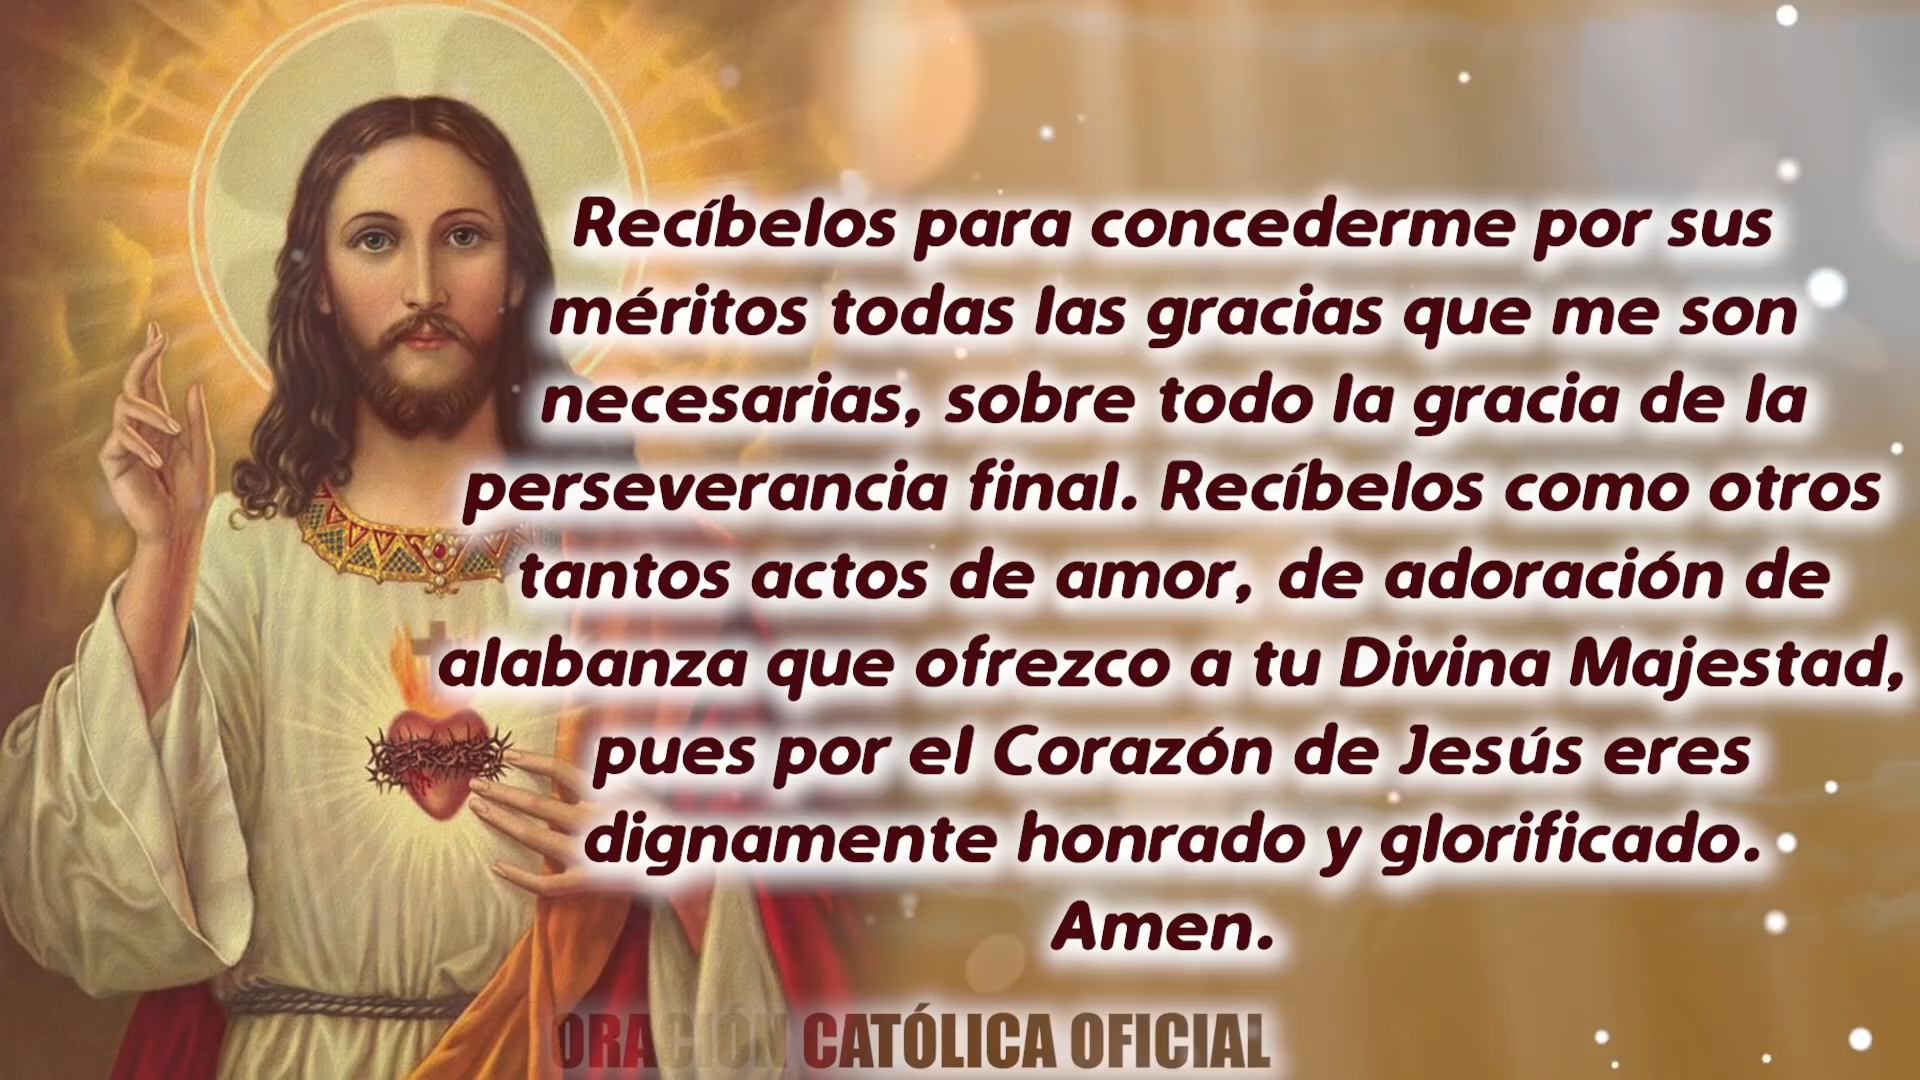 Recíbelos para concederme por sus
méritos todas las gracias que me son
necesarias, sobre todo la gracia de la
perseverancia final. Recíbelos como otros
tantos actos de amor, de adoración de
alabanza que ofrezco a tu Divina Majestad,
pues por el Corazón de Jesús eres
dignamente honrado y glorificado.
Amen.
ORACIÓN CATÓLICA OFICIAL